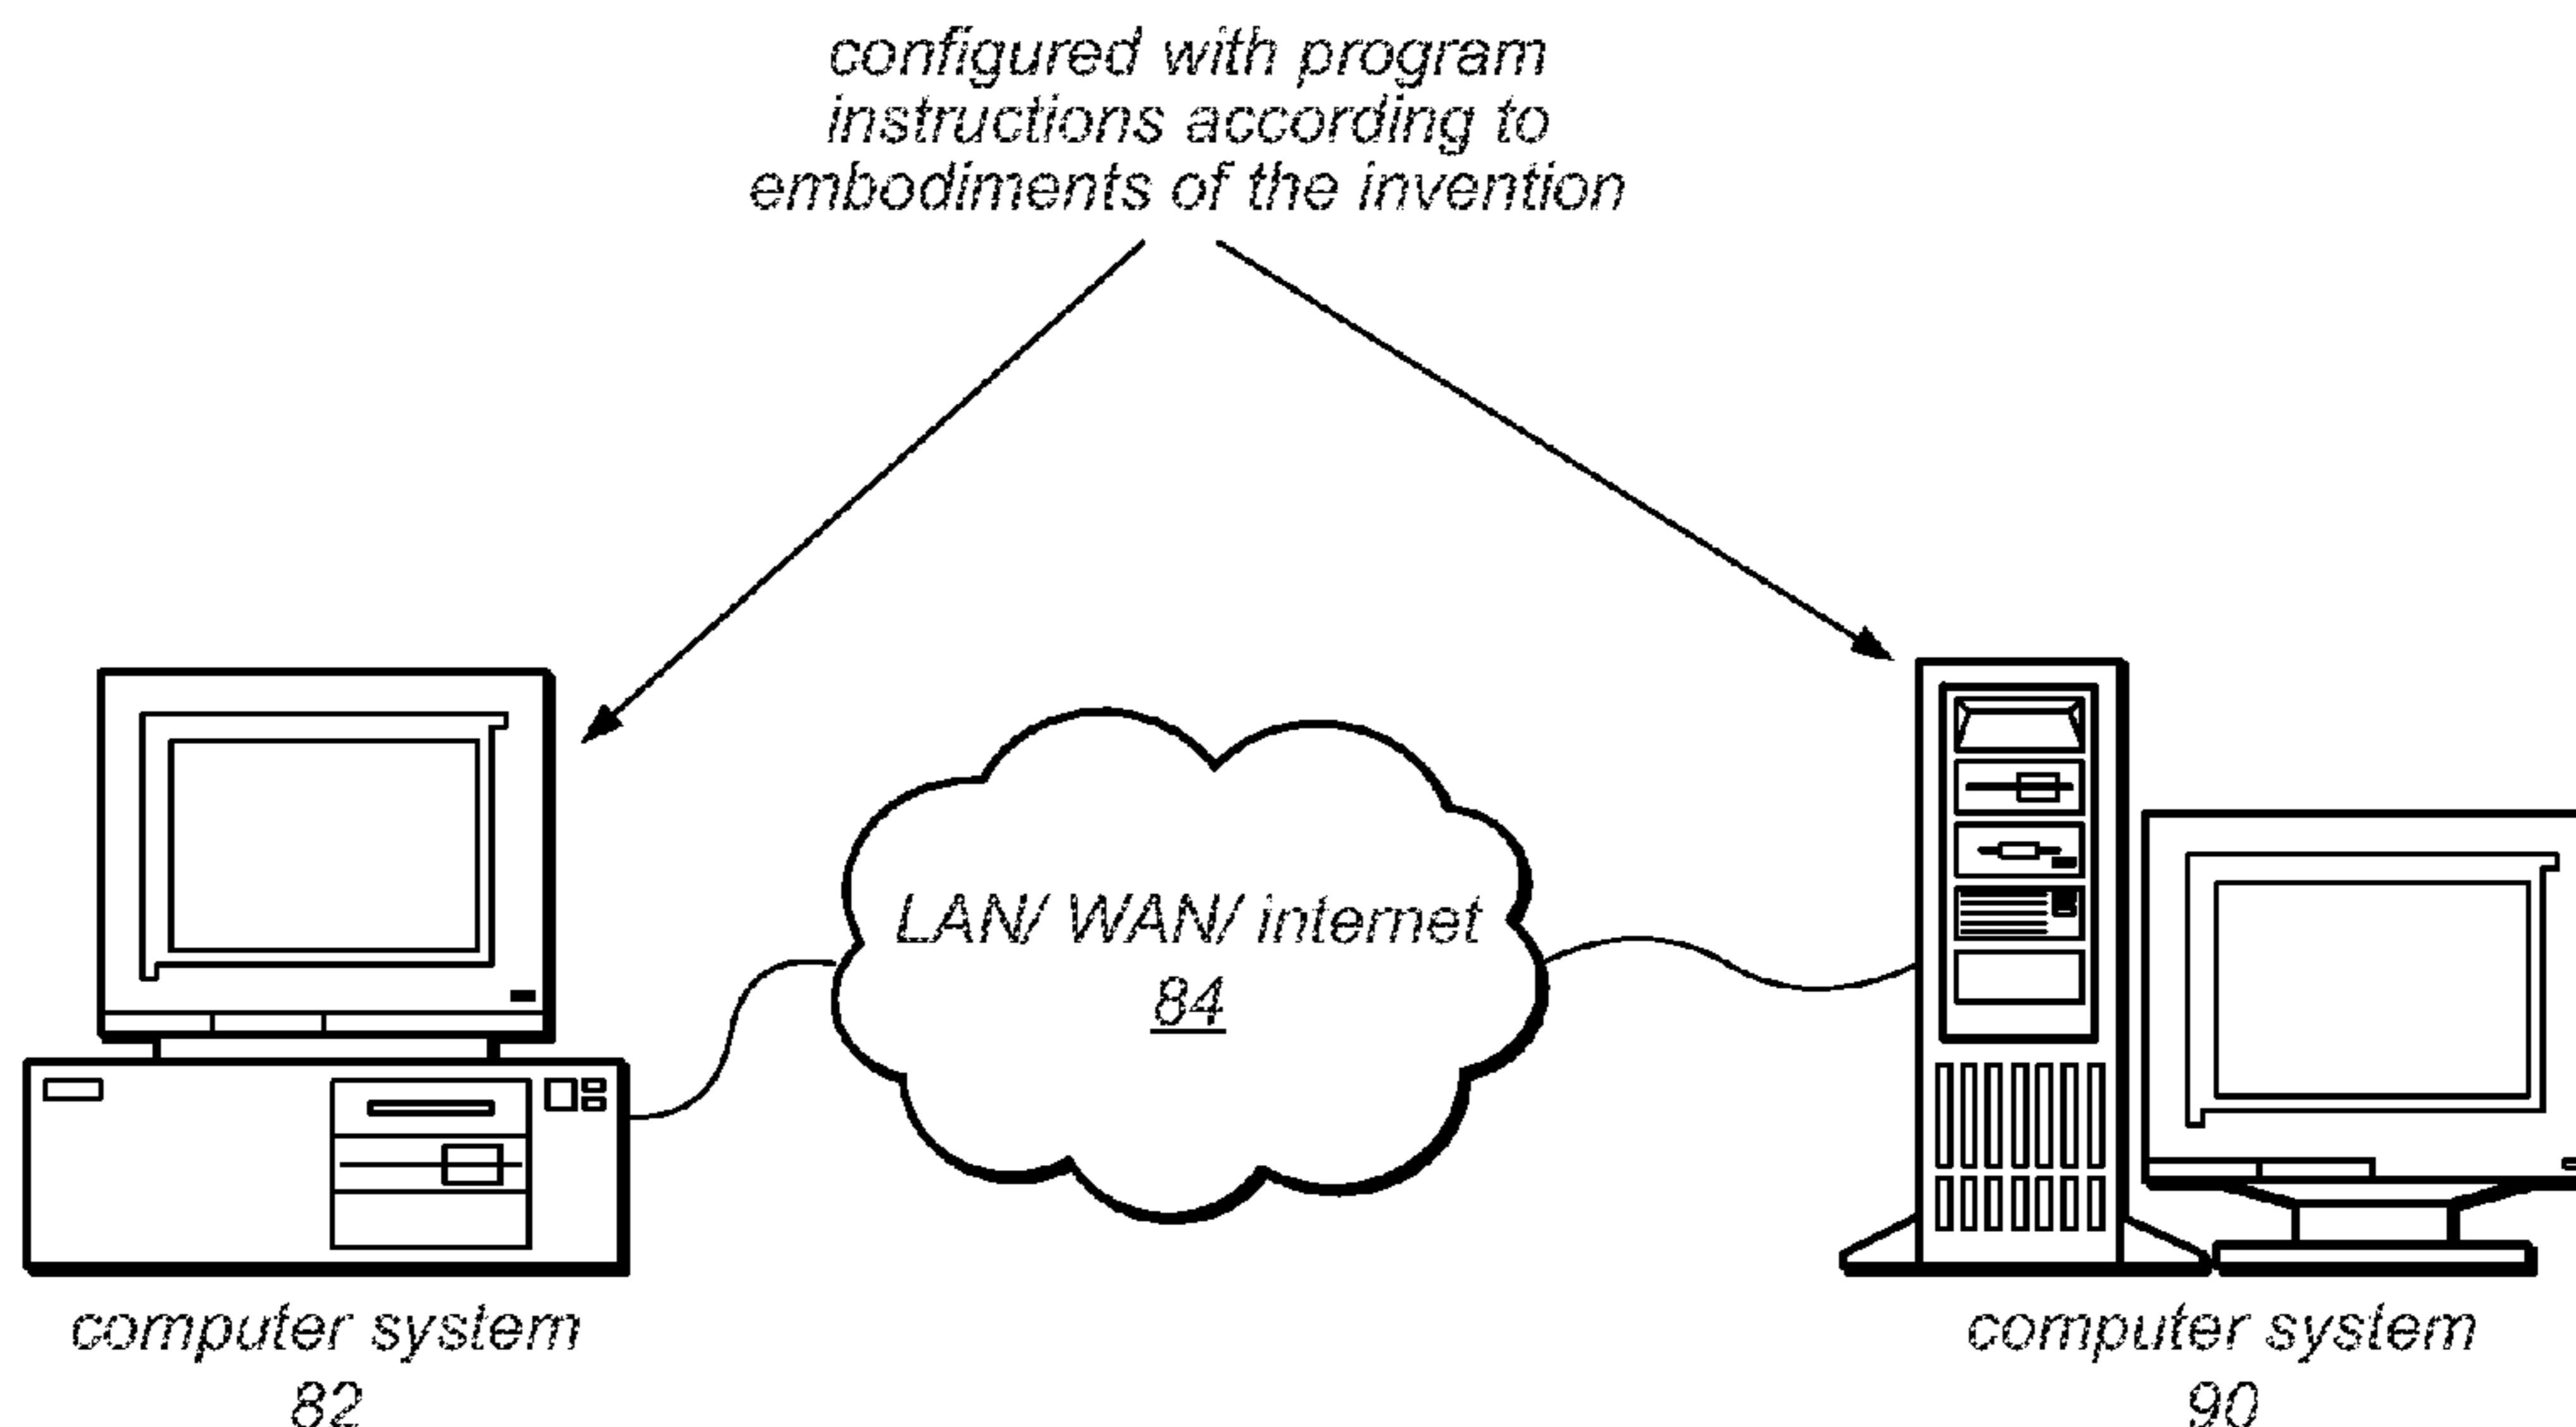 configured with program
instructions according to
embodiments of the invention
LAN/ WAN/ internet
84
computer system
82
computer system
90